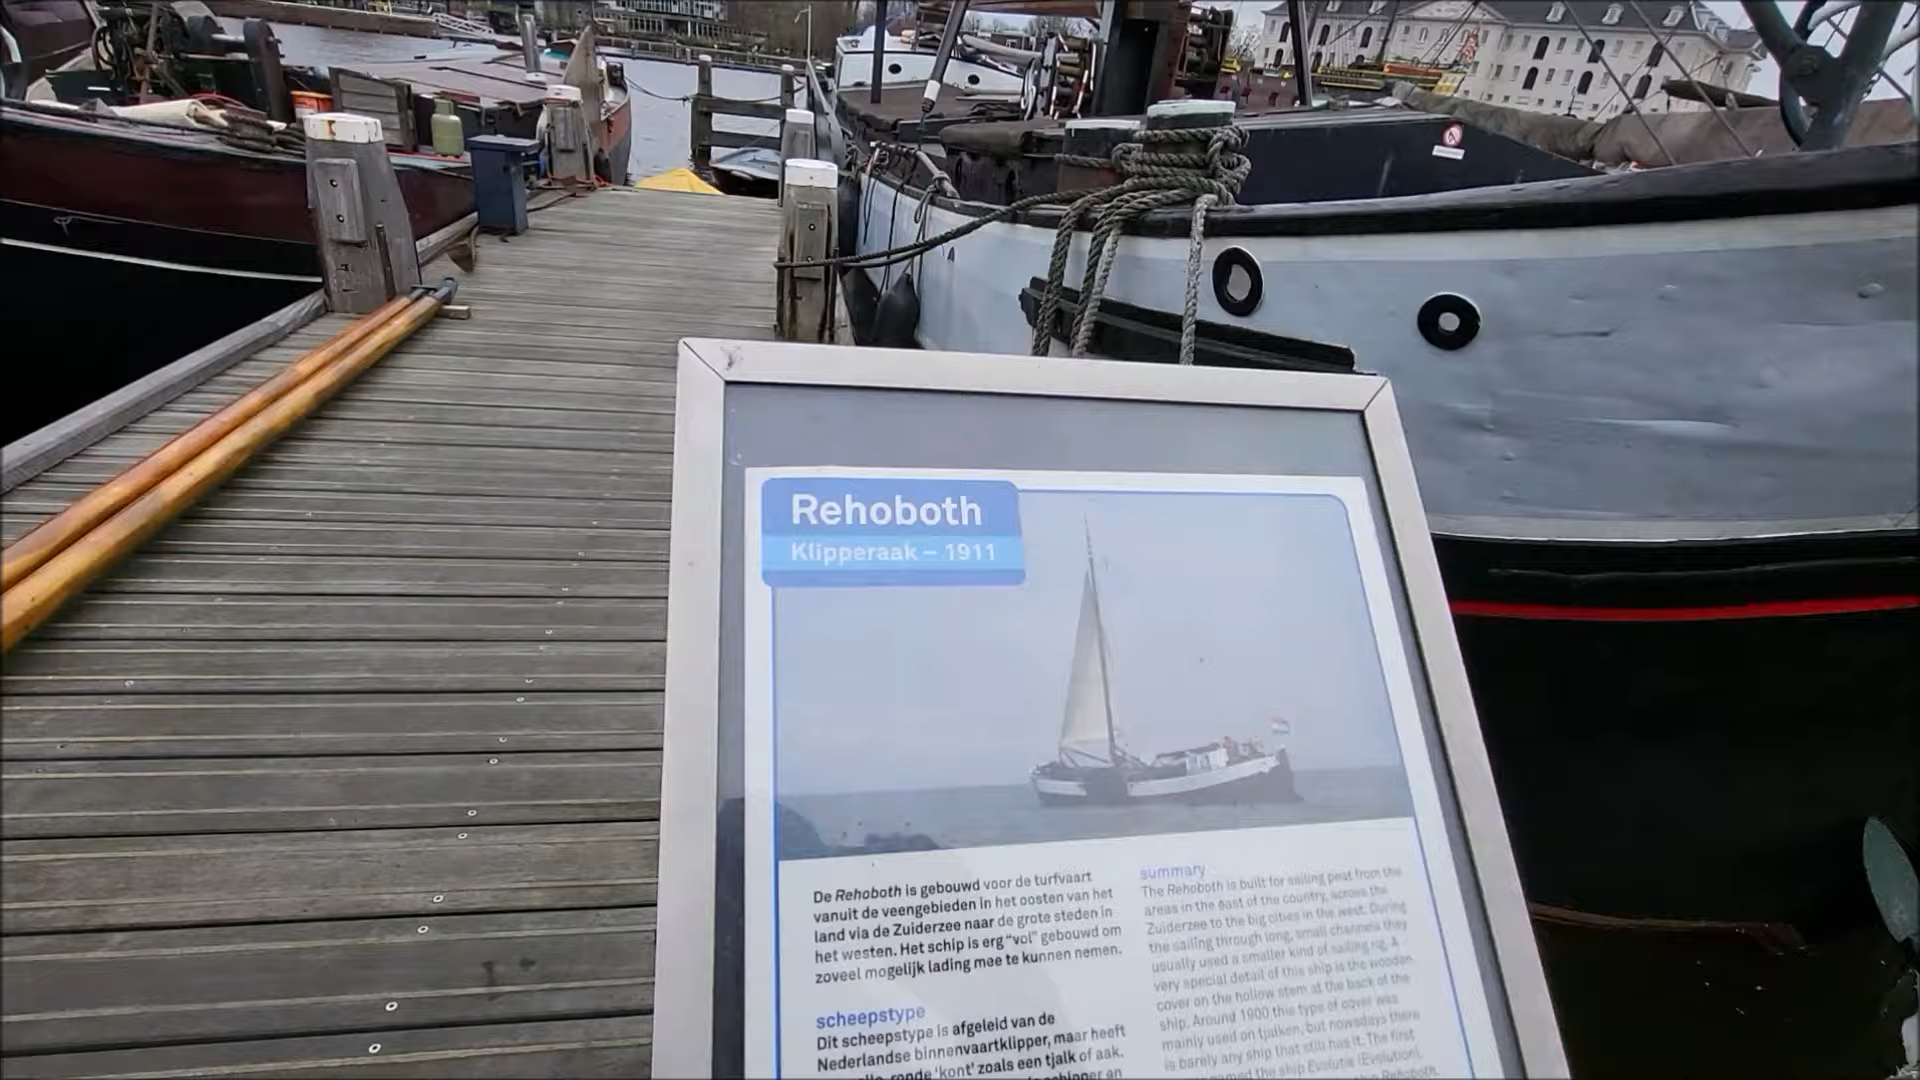 Rehoboth
Klipperaak – 1911
De Rehoboth is gebouwd voor de turfvaart
vanuit de veengebieden in het oosten van het
land via de Zuiderzee naar de grote steden in
het westen. Het schip is erg “vol” gebouwd om
zoveel mogelijk lading mee te kunnen nemen.
scheepstype
Dit scheepstype is afgeleid van de
Nederlandse binnenvaartklipper, maar heeft
ronde ‘kont’ zoals een tjalk of aak.
schipper en
summary
The Rehoboth is built for sailing peat from the
areas in the east of the country, across the
Zuiderzee to the big cities in the west. During
the sailing through long, small channels they
usually used a smaller kind of sailing rig. A
very special detail of this ship is the wooden
cover on the hollow stem at the back of the
ship. Around 1900 this type of cover was
mainly used on tjalken, but nowadays there
is barely any ship that still has it. The first
named the ship Evolutie (Evolution).
ship Rehoboth.